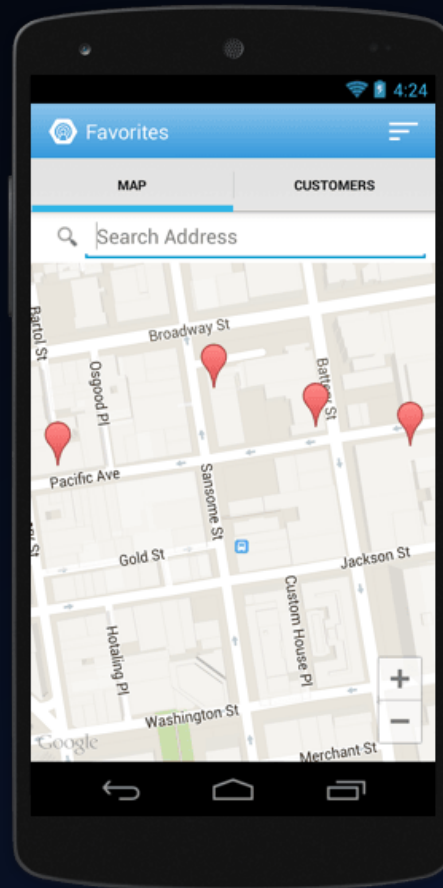 4:24
Favorites
MAP
CUSTOMERS
Search Address
Bartol St
Broadway St
Osgood Pl
Battery St
Pacific Ave
Sansome St
Gold St
Jackson St
Custom House Pl
Hotaling Pl
Washington St
Google
Merchant St